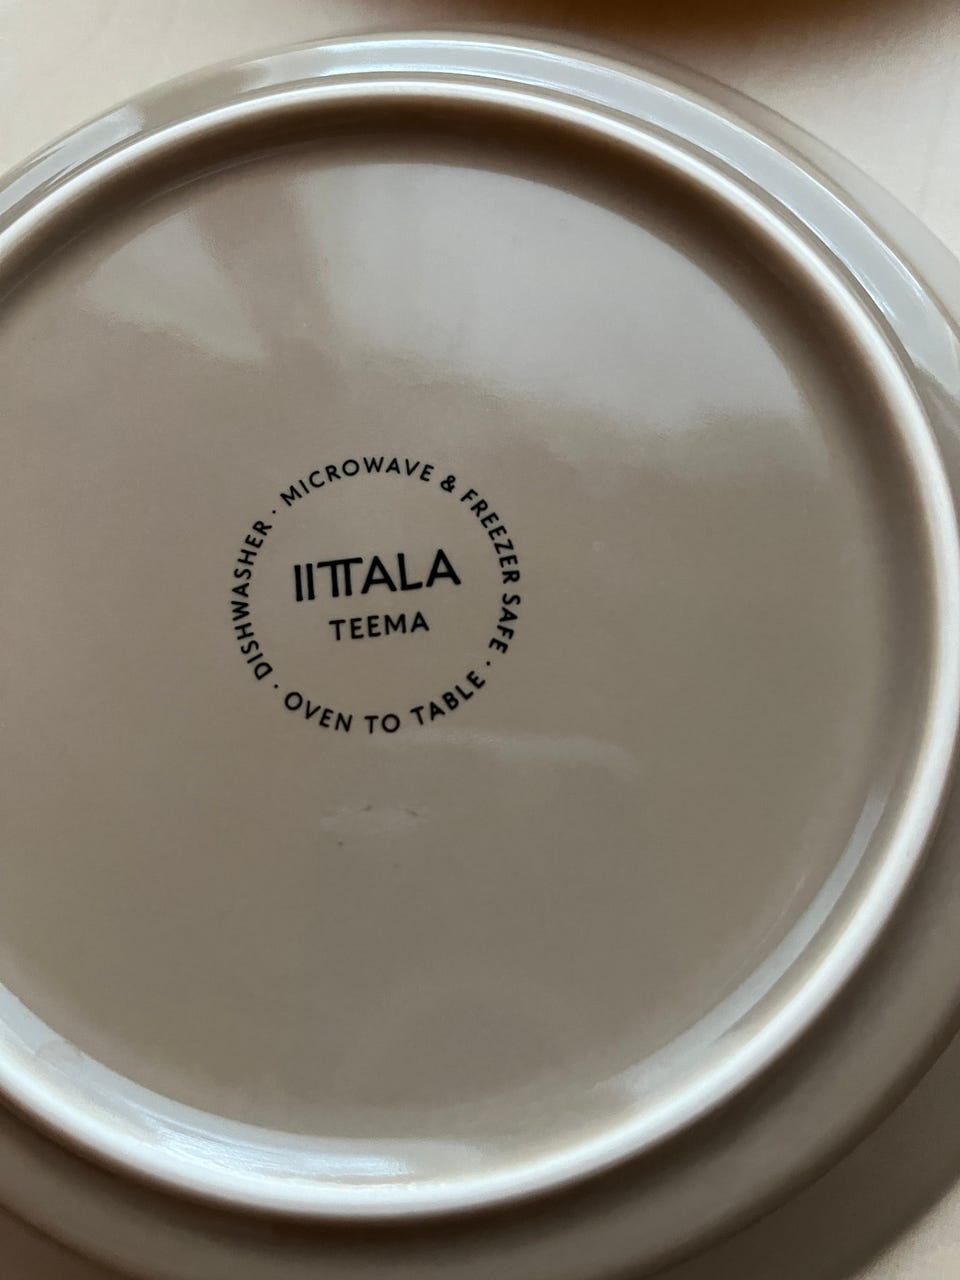 IITTALA
TEEMA
DISHWASHER · MICROWAVE & FREEZER SAFE · OVEN TO TABLE ·